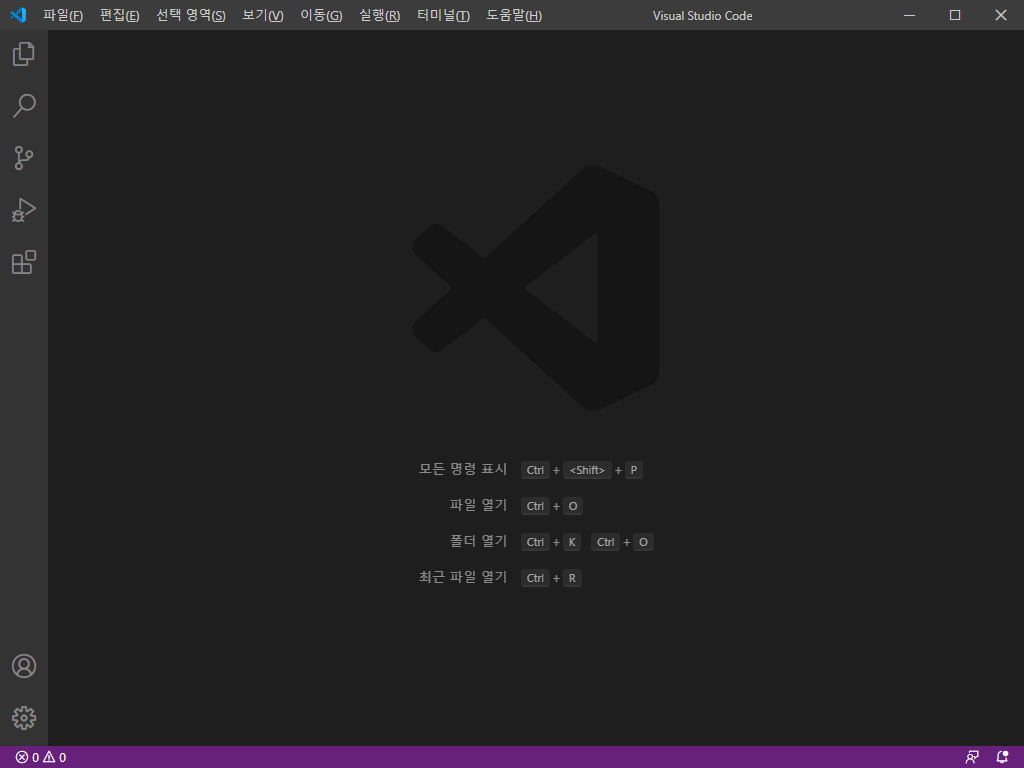 파일(F) 편집(E) 선택 영역(S) 보기(V) 이동(G) 실행(R) 터미널(T) 도움말(H) Visual Studio Code
모든 명령 표시 Ctrl + <Shift> + P
파일 열기 Ctrl + O
폴더 열기 Ctrl + K Ctrl + O
최근 파일 열기 Ctrl + R
0 0